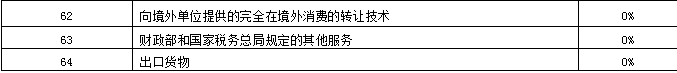 62 向境外单位提供的完全在境外消费的转让技术 0%
63 财政部和国家税务总局规定的其他服务 0%
64 出口货物 0%